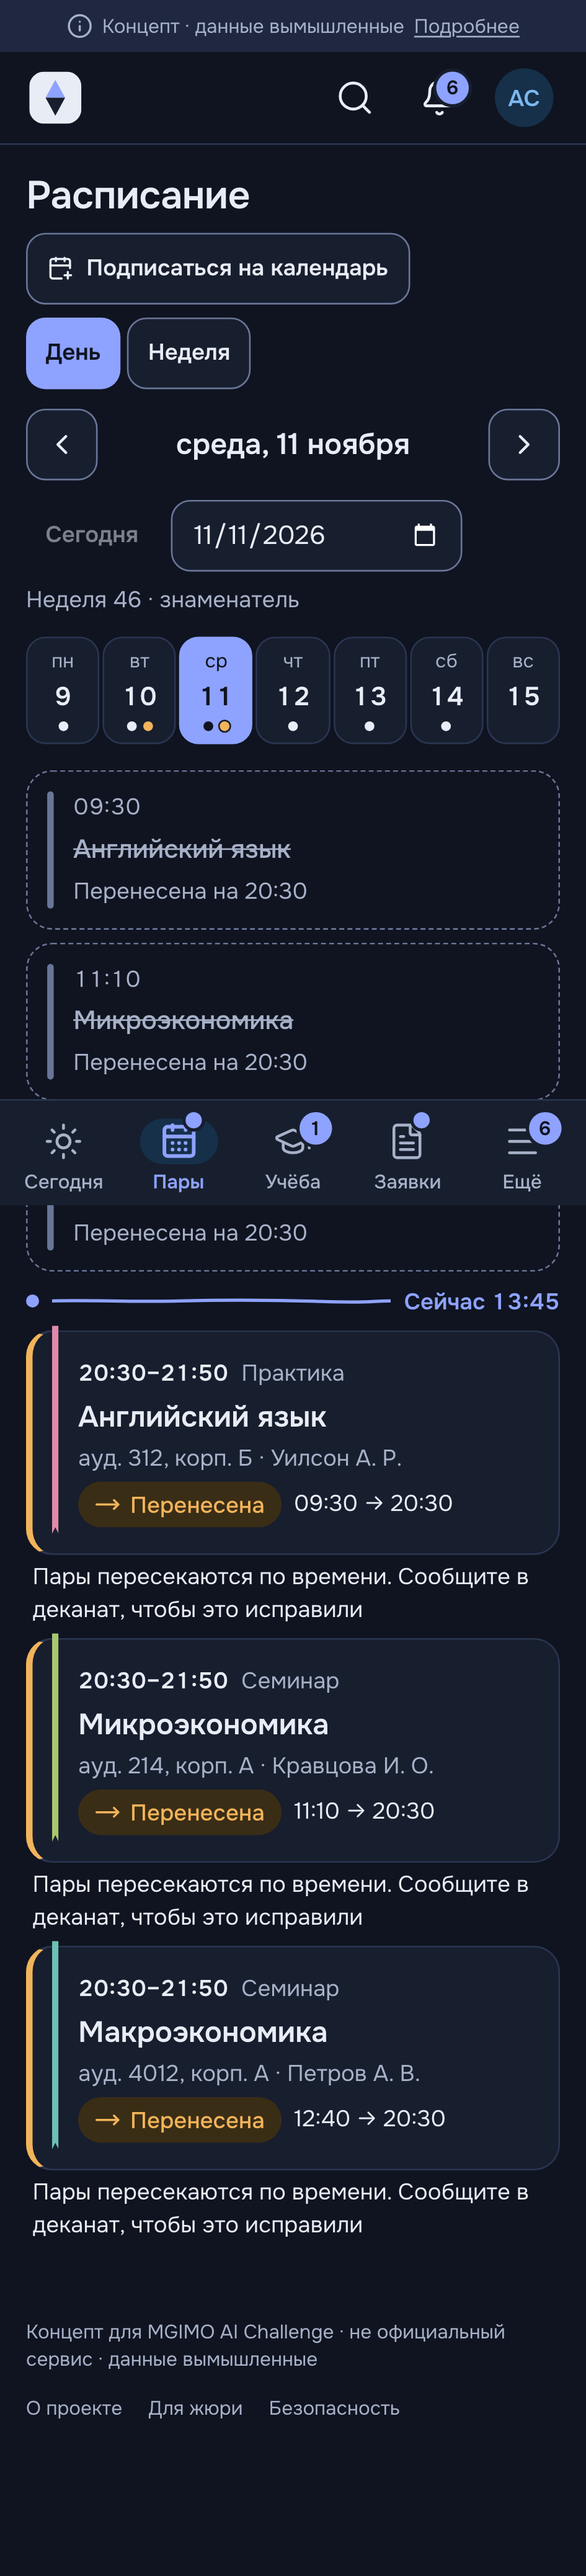 Концепт · данные вымышленные Подробнее
6
АС
Расписание
Подписаться на календарь
День
Неделя
среда, 11 ноября
Сегодня
11/11/2026
Неделя 46 · знаменатель
пн вт ср чт пт сб вс
9 10 11 12 13 14 15
09:30
Английский язык
Перенесена на 20:30
11:10
Микроэкономика
Перенесена на 20:30
1
6
Сегодня
Пары
Учёба
Заявки
Ещё
Перенесена на 20:30
Сейчас 13:45
20:30–21:50 Практика
Английский язык
ауд. 312, корп. Б · Уилсон А. Р.
→ Перенесена 09:30 → 20:30
Пары пересекаются по времени. Сообщите в
деканат, чтобы это исправили
20:30–21:50 Семинар
Микроэкономика
ауд. 214, корп. А · Кравцова И. О.
→ Перенесена 11:10 → 20:30
Пары пересекаются по времени. Сообщите в
деканат, чтобы это исправили
20:30–21:50 Семинар
Макроэкономика
ауд. 4012, корп. А · Петров А. В.
→ Перенесена 12:40 → 20:30
Пары пересекаются по времени. Сообщите в
деканат, чтобы это исправили
Концепт для MGIMO AI Challenge · не официальный
сервис · данные вымышленные
О проекте
Для жюри
Безопасность